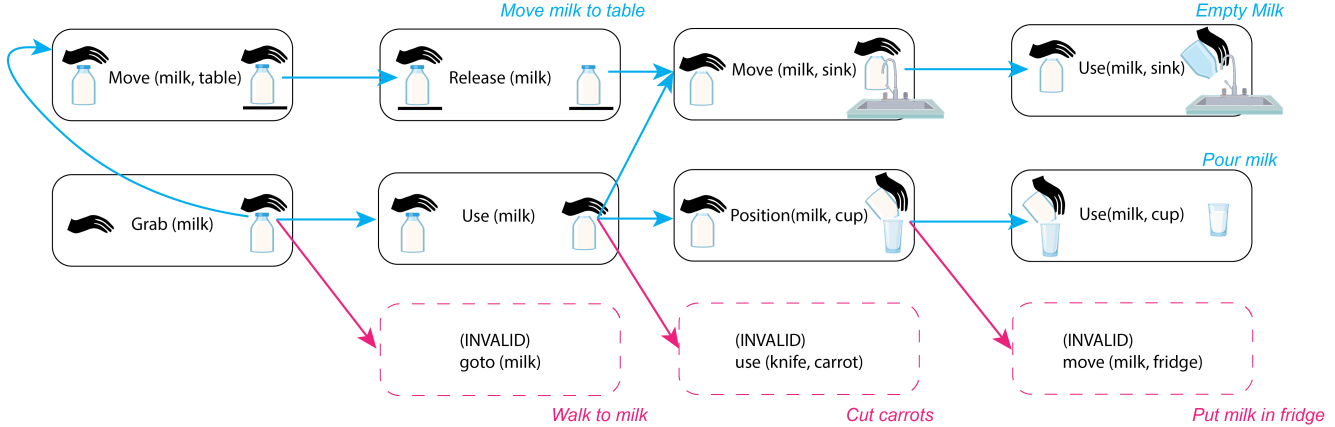 Move milk to table
Empty Milk
Move (milk, table)
Release (milk)
Move (milk, sink)
Use(milk, sink)
Pour milk
Grab (milk)
Use (milk)
Position(milk, cup)
Use(milk, cup)
(INVALID)
goto (milk)
(INVALID)
use (knife, carrot)
(INVALID)
move (milk, fridge)
Walk to milk
Cut carrots
Put milk in fridge